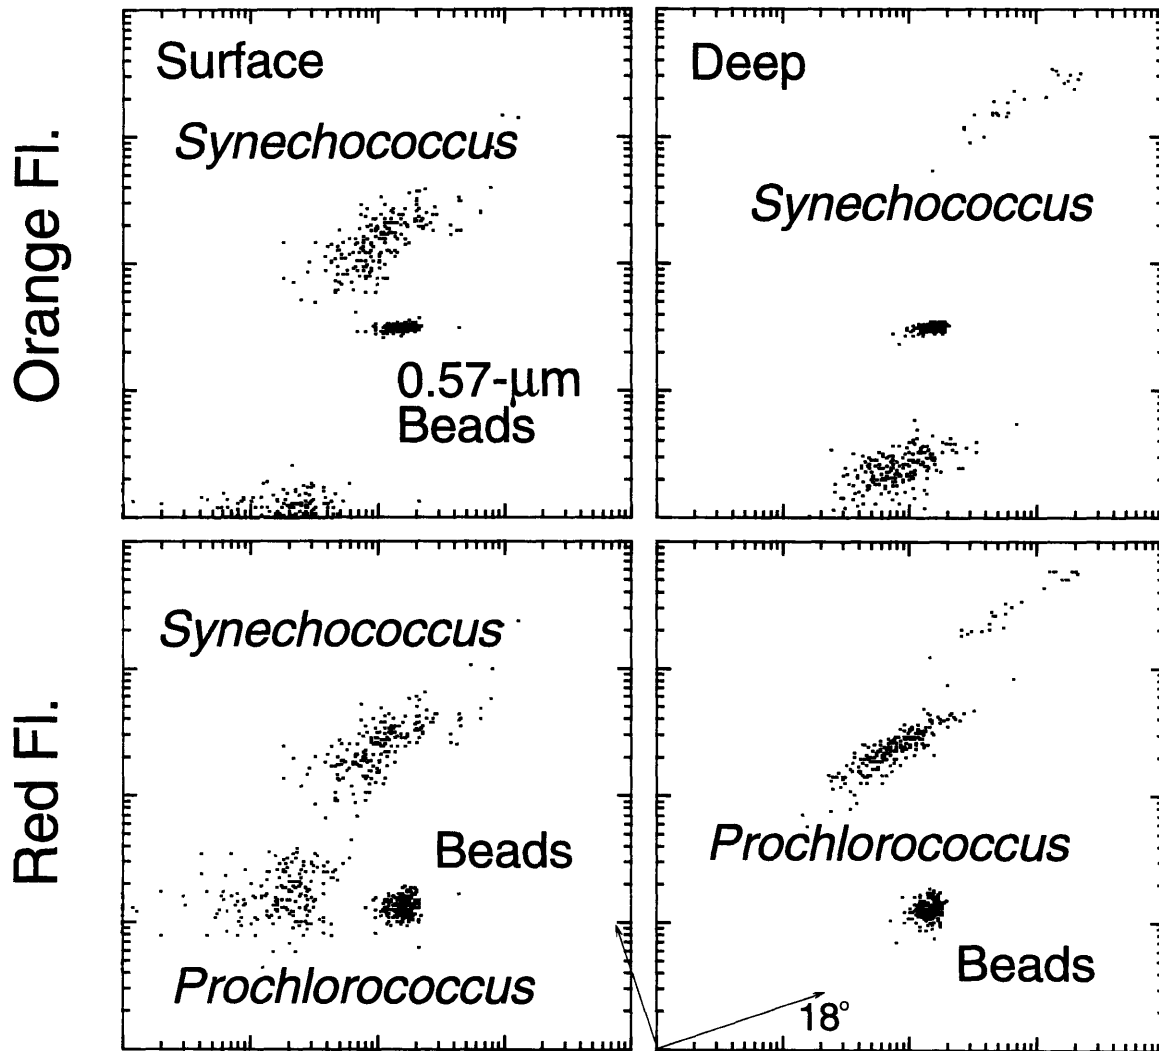 Orange Fl.
Surface
Synechococcus
0.57-μm
Beads
Deep
Synechococcus
Red Fl.
Synechococcus
Beads
Prochlorococcus
Prochlorococcus
Beads
18°